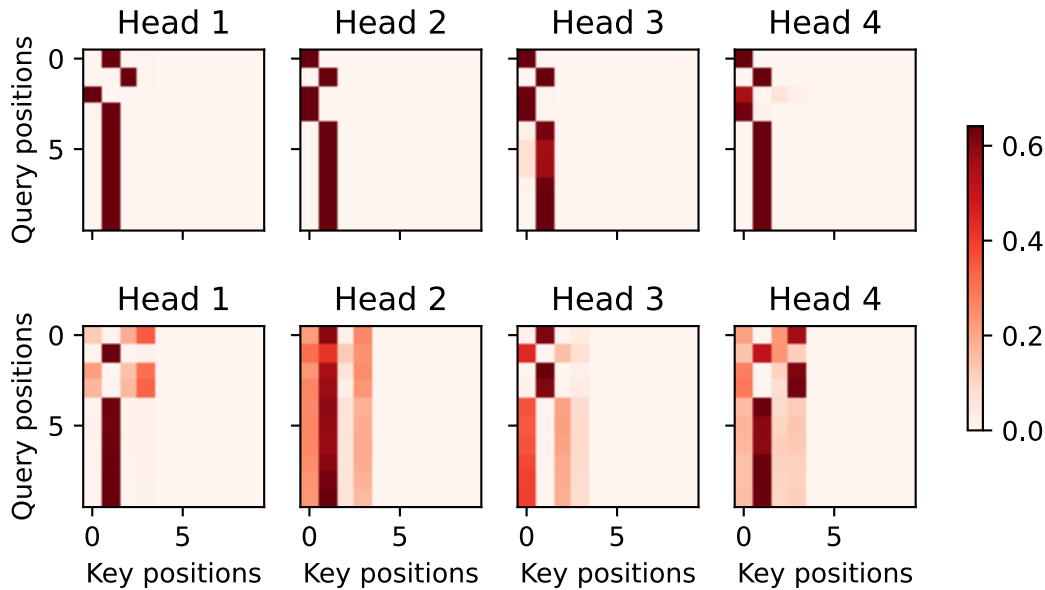 Head 1 Head 2 Head 3 Head 4
Query positions
0
5
0 5
0.6
0.4
0.2
0.0
Head 1 Head 2 Head 3 Head 4
Query positions
0
5
0 5 0 5 0 5 0 5
Key positions Key positions Key positions Key positions